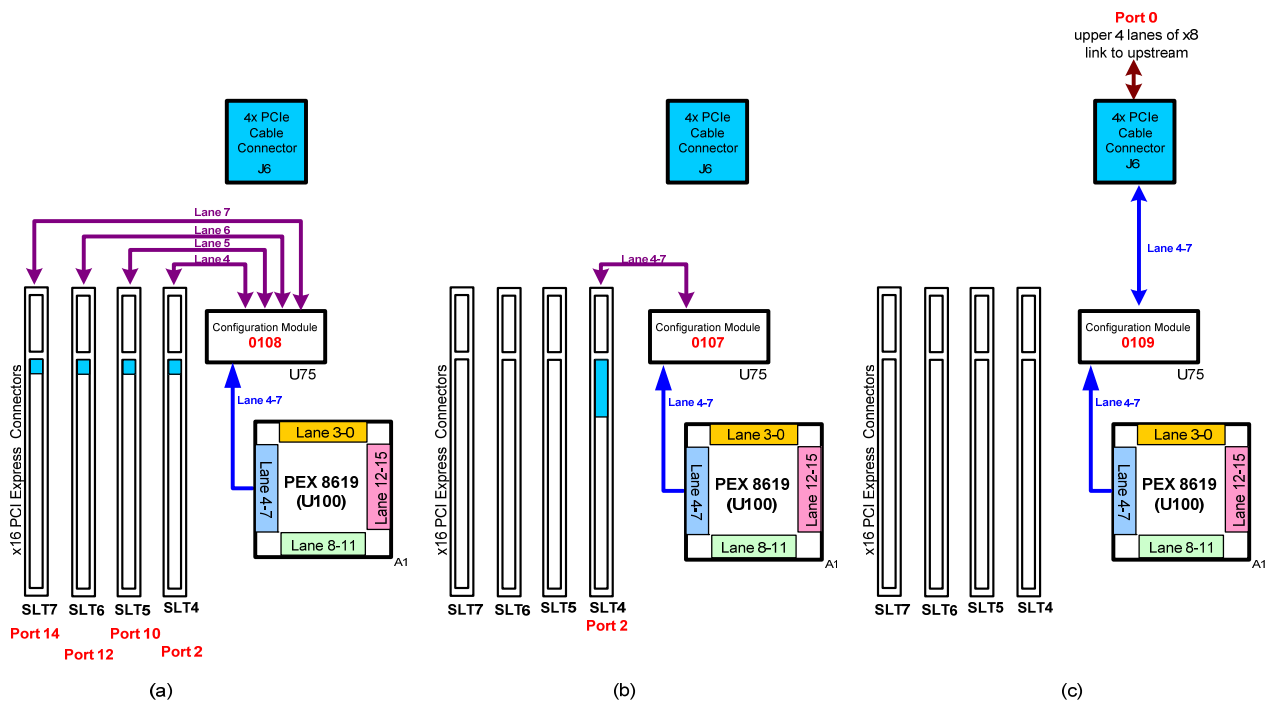 Port 0
upper 4 lanes of x8
link to upstream
4x PCIe
Cable
Connector
J6
4x PCIe
Cable
Connector
J6
4x PCIe
Cable
Connector
J6
Lane 7
Lane 6
Lane 5
Lane 4
Configuration Module
0108
U75
Lane 4-7
x16 PCI Express Connectors
Lane 3-0
Lane 4-7
PEX 8619
(U100)
Lane 12-15
Lane 8-11
A1
SLT7
SLT6
SLT5
SLT4
Port 14
Port 12
Port 10
Port 2
(a)
Lane 4-7
Configuration Module
0107
U75
Lane 4-7
x16 PCI Express Connectors
Lane 3-0
Lane 4-7
PEX 8619
(U100)
Lane 12-15
Lane 8-11
A1
SLT7
SLT6
SLT5
SLT4
Port 2
(b)
Lane 4-7
Configuration Module
0109
U75
Lane 4-7
x16 PCI Express Connectors
Lane 3-0
Lane 4-7
PEX 8619
(U100)
Lane 12-15
Lane 8-11
A1
SLT7
SLT6
SLT5
SLT4
(c)